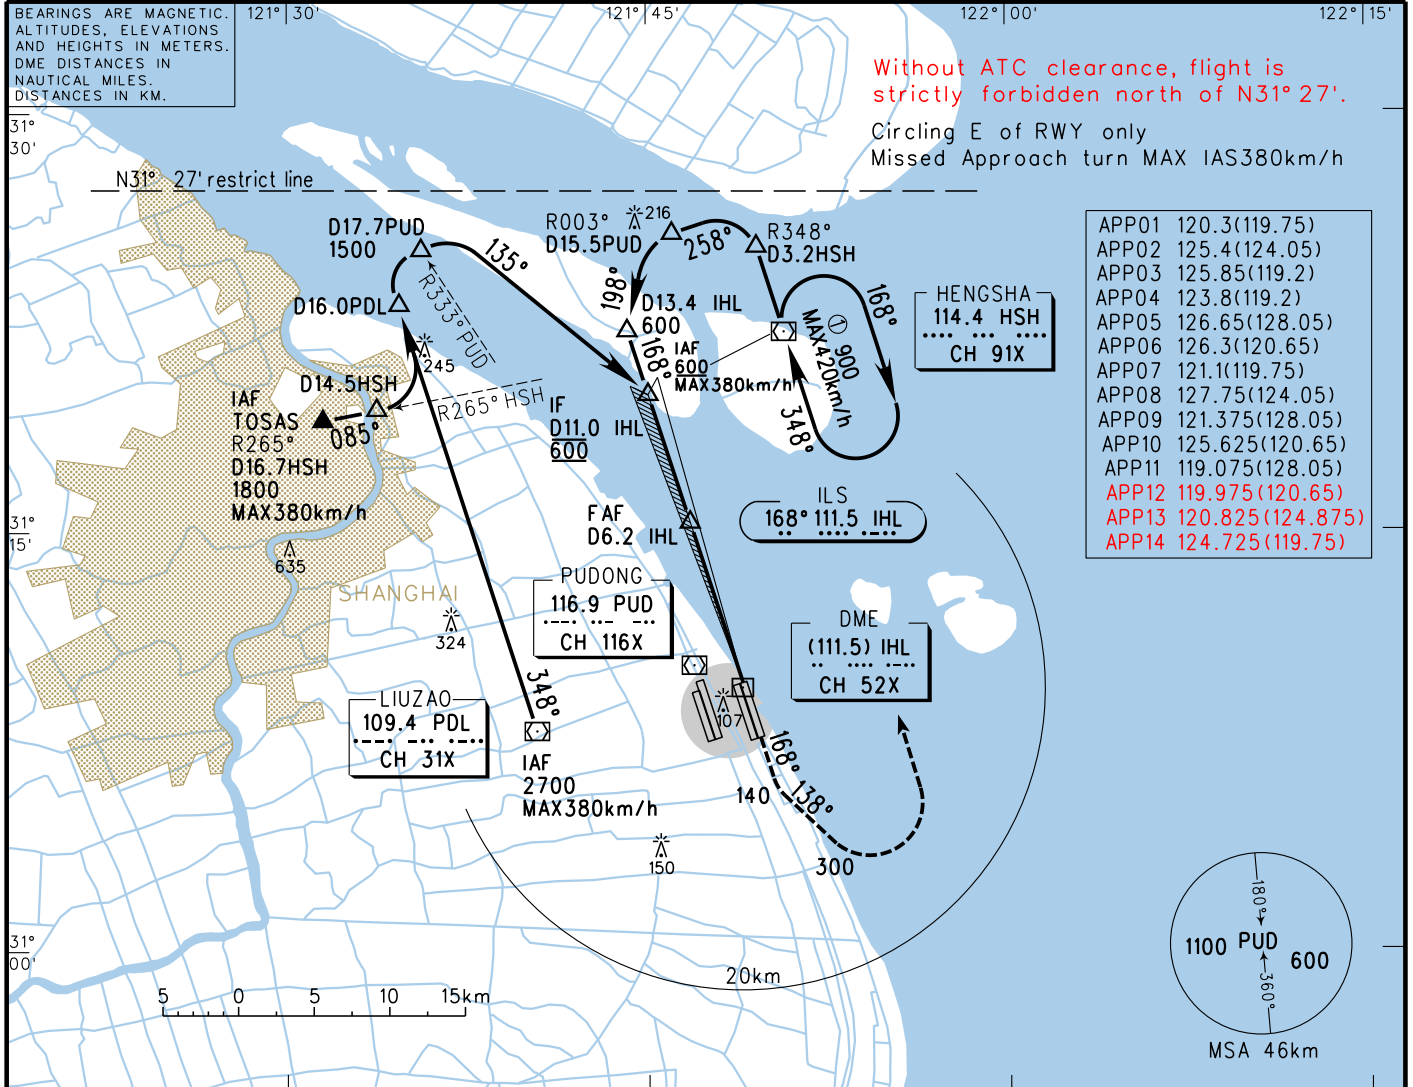 BEARINGS ARE MAGNETIC.
ALTITUDES, ELEVATIONS
AND HEIGHTS IN METERS.
DME DISTANCES IN
NAUTICAL MILES.
DISTANCES IN KM.
121° 30'
121° 45'
122° 00'
122° 15'
Without ATC clearance, flight is
strictly forbidden north of N31° 27'.
Circling E of RWY only
Missed Approach turn MAX IAS380km/h
31°
30'
N31° 27' restrict line
D17.7PUD
1500
135°
R003°
D15.5PUD
216
258°
R348°
D3.2HSH
198°
D16.0PDL
R333° PUD
245
D13.4 IHL
600
168°
IAF
600
MAX380km/h
① 900
MAX420km/h
168°
348°
HENGSHA
114.4 HSH
CH 91X
APP01 120.3(119.75)
APP02 125.4(124.05)
APP03 125.85(119.2)
APP04 123.8(119.2)
APP05 126.65(128.05)
APP06 126.3(120.65)
APP07 121.1(119.75)
APP08 127.75(124.05)
APP09 121.375(128.05)
APP10 125.625(120.65)
APP11 119.075(128.05)
APP12 119.975(120.65)
APP13 120.825(124.875)
APP14 124.725(119.75)
D14.5HSH
R265° HSH
085°
IAF
TOSAS
R265°
D16.7HSH
1800
MAX380km/h
IF
D11.0 IHL
600
31°
15'
635
SHANGHAI
324
FAF
D6.2 IHL
ILS
168° 111.5 IHL
PUDONG
116.9 PUD
CH 116X
DME
(111.5) IHL
CH 52X
LIUZAO
109.4 PDL
CH 31X
348°
IAF
2700
MAX380km/h
107
168°
138°
140
300
150
31°
00'
20km
5 0 5 10 15km
180°
1100 PUD 600
360°
MSA 46km